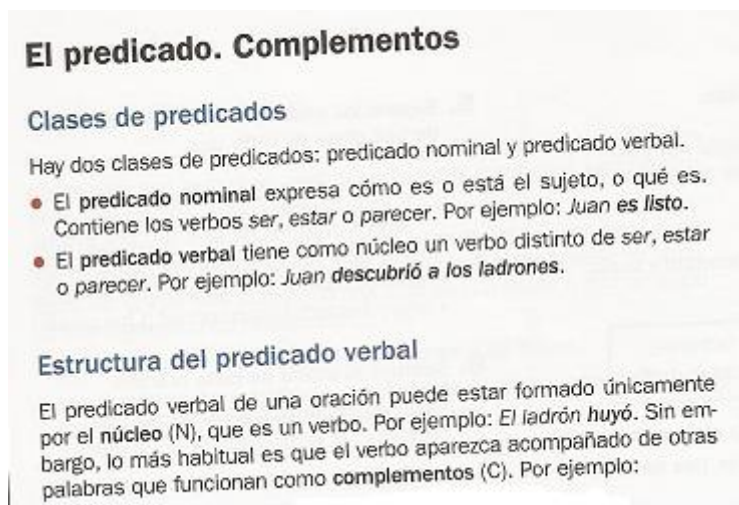 El predicado. Complementos
Clases de predicados
Hay dos clases de predicados: predicado nominal y predicado verbal.
• El predicado nominal expresa cómo es o está el sujeto, o qué es.
Contiene los verbos ser, estar o parecer. Por ejemplo: Juan es listo.
• El predicado verbal tiene como núcleo un verbo distinto de ser, estar
o parecer. Por ejemplo: Juan descubrió a los ladrones.
Estructura del predicado verbal
El predicado verbal de una oración puede estar formado únicamente
por el núcleo (N), que es un verbo. Por ejemplo: El ladrón huyó. Sin em-
bargo, lo más habitual es que el verbo aparezca acompañado de otras
palabras que funcionan como complementos (C). Por ejemplo: